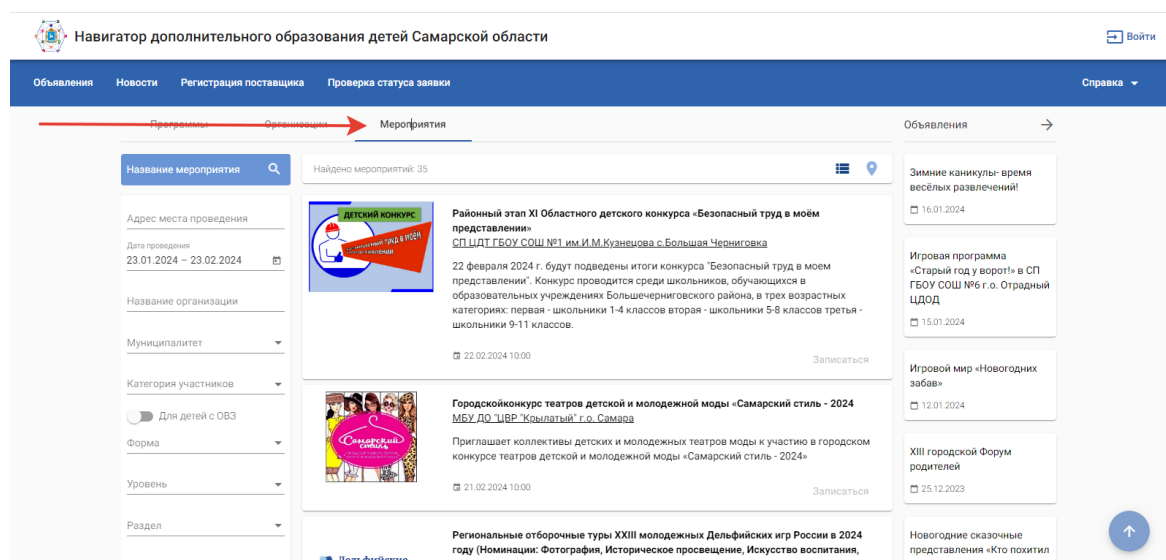 Навигатор дополнительного образования детей Самарской области
Войти
Объявления
Новости
Регистрация поставщика
Проверка статуса заявки
Справка
Программы
Организации
Мероприятия
Название мероприятия
Адрес места проведения
Дата проведения
23.01.2024 – 23.02.2024
Название организации
Муниципалитет
Категория участников
Для детей с ОВЗ
Форма
Уровень
Раздел
Найдено мероприятий: 35
ДЕТСКИЙ КОНКУРС
Районный этап XI Областного детского конкурса «Безопасный труд в моём
представлении»
СП ЦДТ ГБОУ СОШ №1 им.И.М.Кузнецова с.Большая Черниговка
22 февраля 2024 г. будут подведены итоги конкурса "Безопасный труд в моем
представлении". Конкурс проводится среди школьников, обучающихся в
образовательных учреждениях Большечерниговского района, в трех возрастных
категориях: первая - школьники 1-4 классов вторая - школьники 5-8 классов третья -
школьники 9-11 классов.
22.02.2024 10:00
Записаться
Самарский
стиль
Городскойконкурс театров детской и молодежной моды «Самарский стиль - 2024
МБУ ДО "ЦВР "Крылатый" г.о. Самара
Приглашает коллективы детских и молодежных театров моды к участию в городском
конкурсе театров детской и молодежной моды «Самарский стиль - 2024»
21.02.2024 10:00
Записаться
Дельфийские
Региональные отборочные туры XXIII молодежных Дельфийских игр России в 2024
году (Номинации: Фотография, Историческое просвещение, Искусство воспитания,
Объявления
Зимние каникулы- время
весёлых развлечений!
16.01.2024
Игровая программа
«Старый год у ворот!» в СП
ГБОУ СОШ №6 г.о. Отрадный
ЦДОД
15.01.2024
Игровой мир «Новогодних
забав»
12.01.2024
XIII городской Форум
родителей
25.12.2023
Новогодние сказочные
представления «Кто похитил